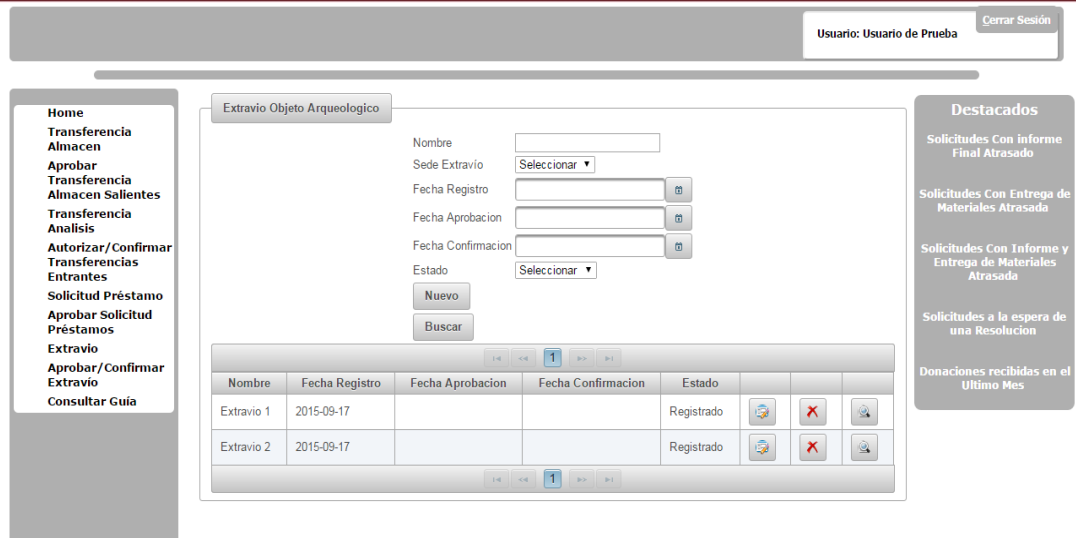 Cerrar Sesión
Usuario: Usuario de Prueba
Home
Transferencia
Almacen
Aprobar
Transferencia
Almacen Salientes
Transferencia
Analisis
Autorizar/Confirmar
Transferencias
Entrantes
Solicitud Préstamo
Aprobar Solicitud
Préstamos
Extravio
Aprobar/Confirmar
Extravío
Consultar Guía
Extravio Objeto Arqueologico
Nombre
Sede Extravío Seleccionar
Fecha Registro
Fecha Aprobacion
Fecha Confirmacion
Estado Seleccionar
Nuevo
Buscar
1
Nombre Fecha Registro Fecha Aprobacion Fecha Confirmacion Estado
Extravio 1 2015-09-17 Registrado
Extravio 2 2015-09-17 Registrado
1
Destacados
Solicitudes Con informe
Final Atrasado
Solicitudes Con Entrega de
Materiales Atrasada
Solicitudes Con Informe y
Entrega de Materiales
Atrasada
Solicitudes a la espera de
una Resolucion
Donaciones recibidas en el
Ultimo Mes